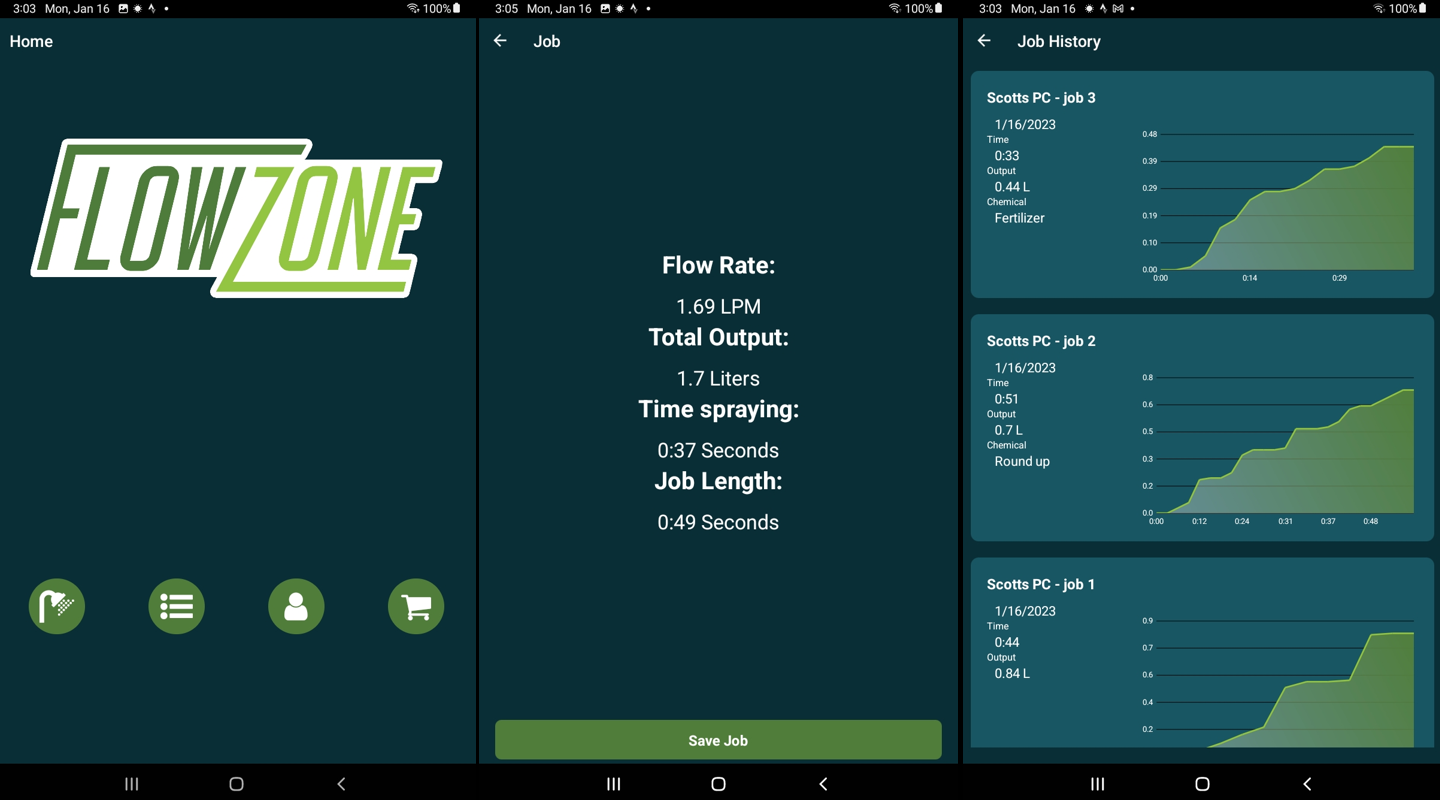 3:03 Mon, Jan 16
100%
Home
FLOWZONE
3:05 Mon, Jan 16
100%
Job
Flow Rate:
1.69 LPM
Total Output:
1.7 Liters
Time spraying:
0:37 Seconds
Job Length:
0:49 Seconds
Save Job
3:03 Mon, Jan 16
100%
Job History
Scotts PC - job 3
1/16/2023
Time
0:33
Output
0.44 L
Chemical
Fertilizer
0.48
0.39
0.29
0.19
0.10
0.00
0:00 0:14 0:29
Scotts PC - job 2
1/16/2023
Time
0:51
Output
0.7 L
Chemical
Round up
0.8
0.6
0.5
0.3
0.2
0.0
0:00 0:12 0:24 0:31 0:37 0:48
Scotts PC - job 1
1/16/2023
Time
0:44
Output
0.84 L
0.9
0.7
0.6
0.4
0.2